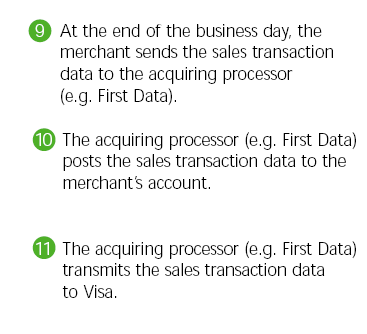 9 At the end of the business day, the
merchant sends the sales transaction
data to the acquiring processor
(e.g. First Data).
10 The acquiring processor (e.g. First Data)
posts the sales transaction data to the
merchant's account.
11 The acquiring processor (e.g. First Data)
transmits the sales transaction data
to Visa.